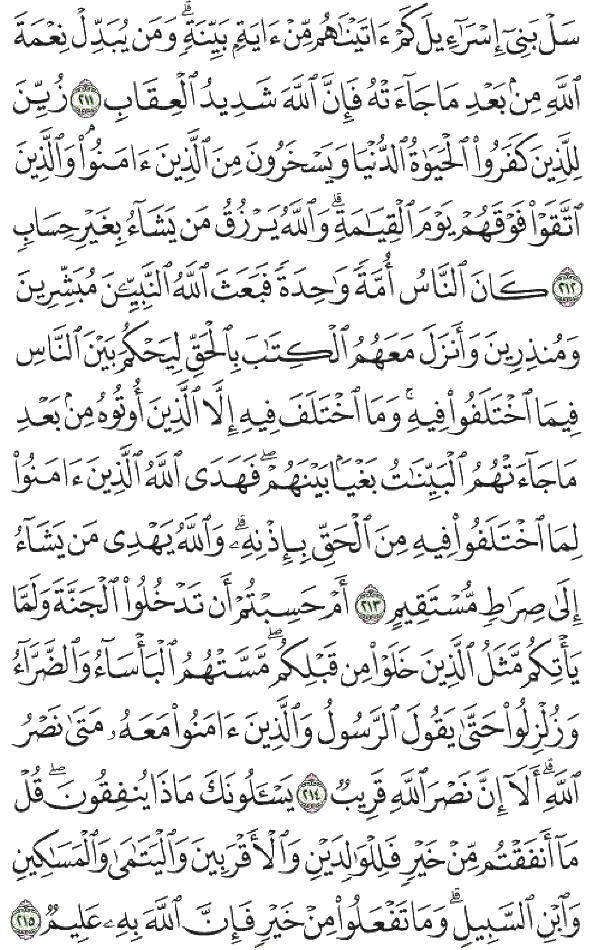 سَلْ بَنِىٓ إِسْرَٰٓءِيلَ كَمْ ءَاتَيْنَٰهُم مِّنْ ءَايَةٍۭ بَيِّنَةٍۢ ۗ وَمَن يُبَدِّلْ نِعْمَةَ
ٱللَّهِ مِنۢ بَعْدِ مَا جَآءَتْهُ فَإِنَّ ٱللَّهَ شَدِيدُ ٱلْعِقَابِ ٢١١ زُيِّنَ
لِلَّذِينَ كَفَرُوا۟ ٱلْحَيَوٰةُ ٱلدُّنْيَا وَيَسْخَرُونَ مِنَ ٱلَّذِينَ ءَامَنُوا۟ ۘ وَٱلَّذِينَ
ٱتَّقَوْا۟ فَوْقَهُمْ يَوْمَ ٱلْقِيَٰمَةِ ۗ وَٱللَّهُ يَرْزُقُ مَن يَشَآءُ بِغَيْرِ حِسَابٍ
٢١٢ كَانَ ٱلنَّاسُ أُمَّةً وَٰحِدَةً فَبَعَثَ ٱللَّهُ ٱلنَّبِيِّۦنَ مُبَشِّرِينَ
وَمُنذِرِينَ وَأَنزَلَ مَعَهُمُ ٱلْكِتَٰبَ بِٱلْحَقِّ لِيَحْكُمَ بَيْنَ ٱلنَّاسِ
فِيمَا ٱخْتَلَفُوا۟ فِيهِ ۚ وَمَا ٱخْتَلَفَ فِيهِ إِلَّا ٱلَّذِينَ أُوتُوهُ مِنۢ بَعْدِ
مَا جَآءَتْهُمُ ٱلْبَيِّنَٰتُ بَغْيًۢا بَيْنَهُمْ ۖ فَهَدَى ٱللَّهُ ٱلَّذِينَ ءَامَنُوا۟
لِمَا ٱخْتَلَفُوا۟ فِيهِ مِنَ ٱلْحَقِّ بِإِذْنِهِۦ ۗ وَٱللَّهُ يَهْدِى مَن يَشَآءُ
إِلَىٰ صِرَٰطٍ مُّسْتَقِيمٍ ٢١٣ أَمْ حَسِبْتُمْ أَن تَدْخُلُوا۟ ٱلْجَنَّةَ وَلَمَّا
يَأْتِكُم مَّثَلُ ٱلَّذِينَ خَلَوْا۟ مِن قَبْلِكُم ۖ مَّسَّتْهُمُ ٱلْبَأْسَآءُ وَٱلضَّرَّآءُ
وَزُلْزِلُوا۟ حَتَّىٰ يَقُولَ ٱلرَّسُولُ وَٱلَّذِينَ ءَامَنُوا۟ مَعَهُۥ مَتَىٰ نَصْرُ
ٱللَّهِ ۗ أَلَآ إِنَّ نَصْرَ ٱللَّهِ قَرِيبٌ ٢١٤ يَسْـَٔلُونَكَ مَاذَا يُنفِقُونَ ۖ قُلْ
مَآ أَنفَقْتُم مِّنْ خَيْرٍ فَلِلْوَٰلِدَيْنِ وَٱلْأَقْرَبِينَ وَٱلْيَتَٰمَىٰ وَٱلْمَسَٰكِينِ
وَٱبْنِ ٱلسَّبِيلِ ۗ وَمَا تَفْعَلُوا۟ مِنْ خَيْرٍ فَإِنَّ ٱللَّهَ بِهِۦ عَلِيمٌ ٢١٥